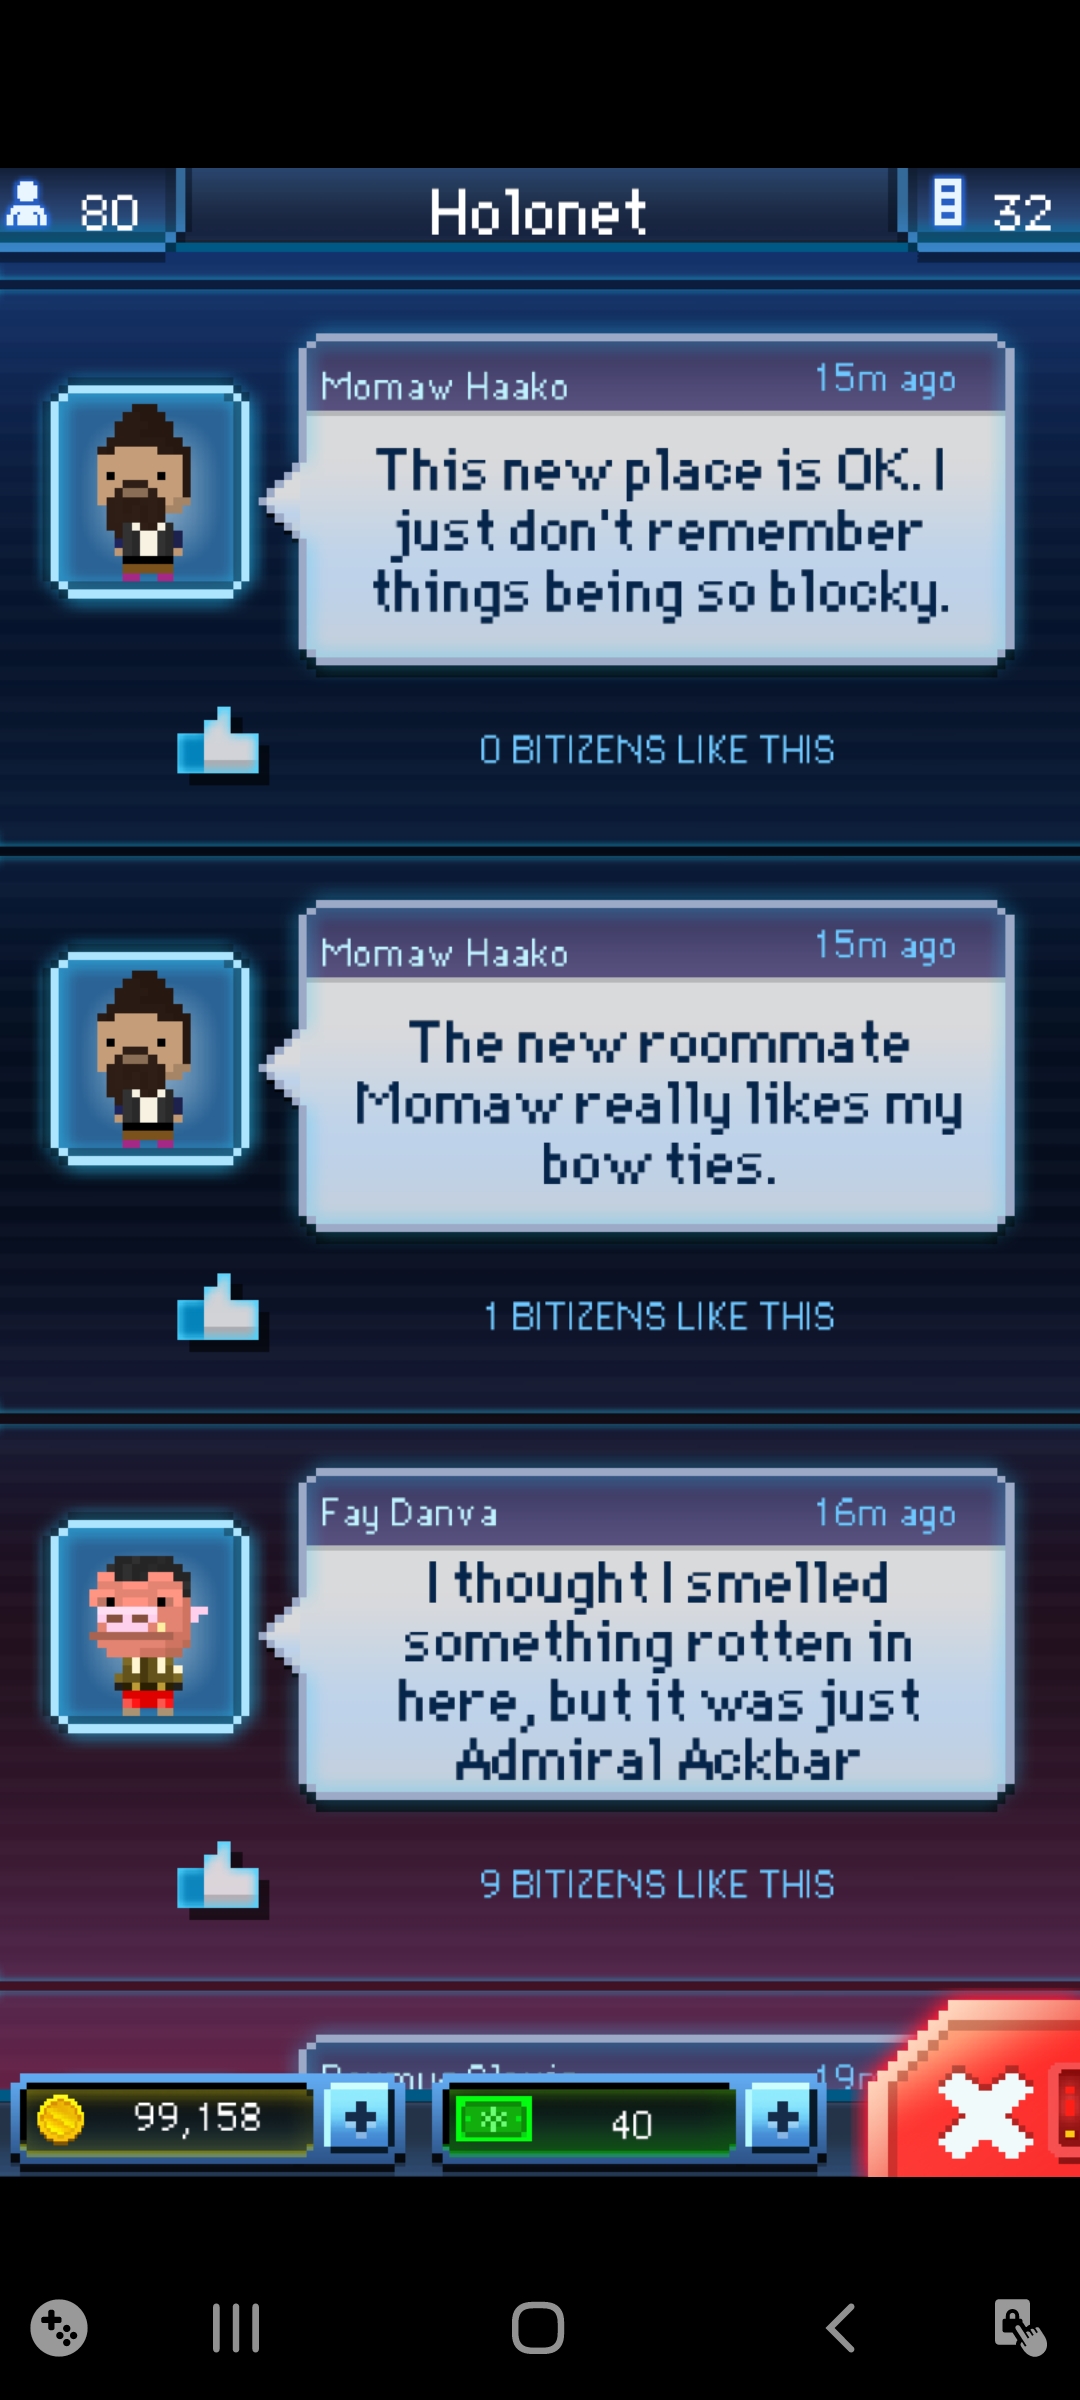 80
Holonet
32
Momaw Haako
15m ago
This new place is OK. I
just don't remember
things being so blocky.
0 BITIZENS LIKE THIS
Momaw Haako
15m ago
The new roommate
Momaw really likes my
bow ties.
1 BITIZENS LIKE THIS
Fay Danva
16m ago
I thought I smelled
something rotten in
here, but it was just
Admiral Ackbar
9 BITIZENS LIKE THIS
99,158
40